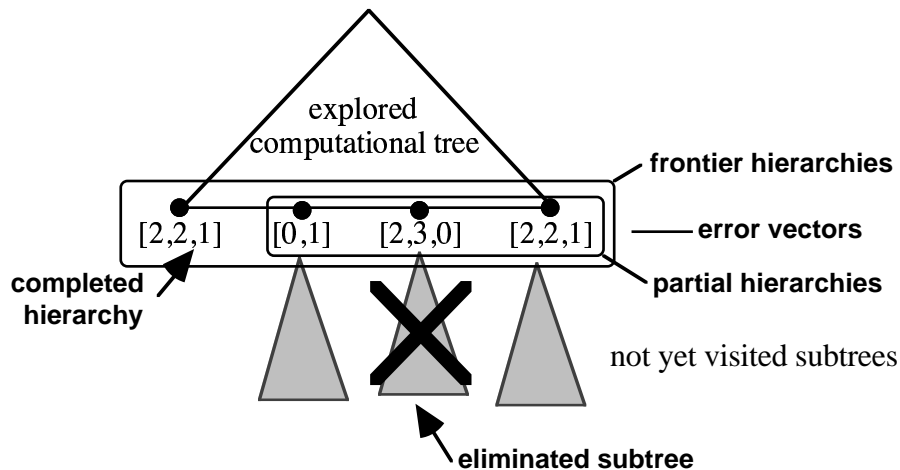 explored
computational tree
frontier hierarchies
[2,2,1] [0,1] [2,3,0] [2,2,1]
error vectors
completed
hierarchy
partial hierarchies
not yet visited subtrees
eliminated subtree